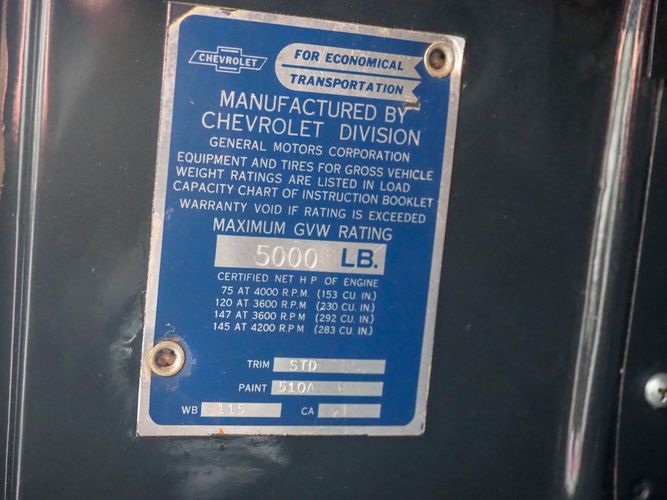 CHEVROLET
FOR ECONOMICAL
TRANSPORTATION
MANUFACTURED BY
CHEVROLET DIVISION
GENERAL MOTORS CORPORATION
EQUIPMENT AND TIRES FOR GROSS VEHICLE
WEIGHT RATINGS ARE LISTED IN LOAD
CAPACITY CHART OF INSTRUCTION BOOKLET
WARRANTY VOID IF RATING IS EXCEEDED
MAXIMUM GVW RATING
5000 LB.
CERTIFIED NET H P OF ENGINE
75 AT 4000 R.P.M. (153 CU. IN.)
120 AT 3600 R.P.M. (230 CU. IN.)
147 AT 3600 R.P.M. (292 CU. IN.)
145 AT 4200 R.P.M (283 CU. IN.)
TRIM STD
PAINT 510A
WB 115 CA